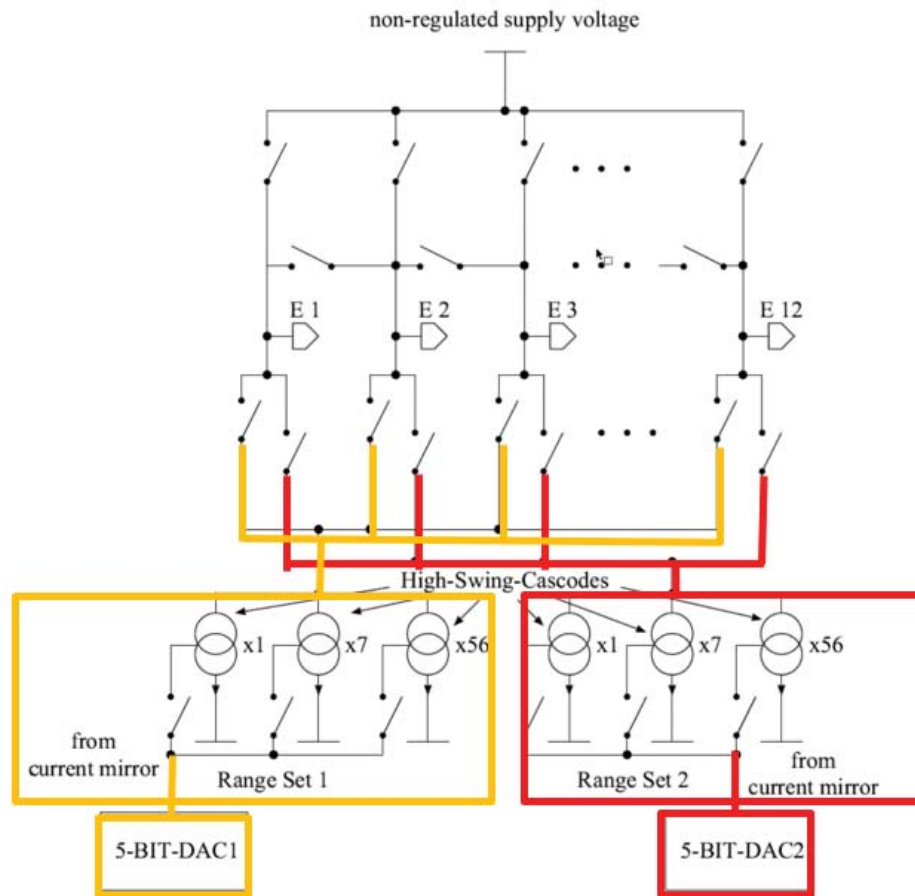 non-regulated supply voltage
E 1
E 2
E 3
E 12
High-Swing-Cascodes
x1
x7
x56
x1
x7
x56
from
current mirror
Range Set 1
Range Set 2
from
current mirror
5-BIT-DAC1
5-BIT-DAC2